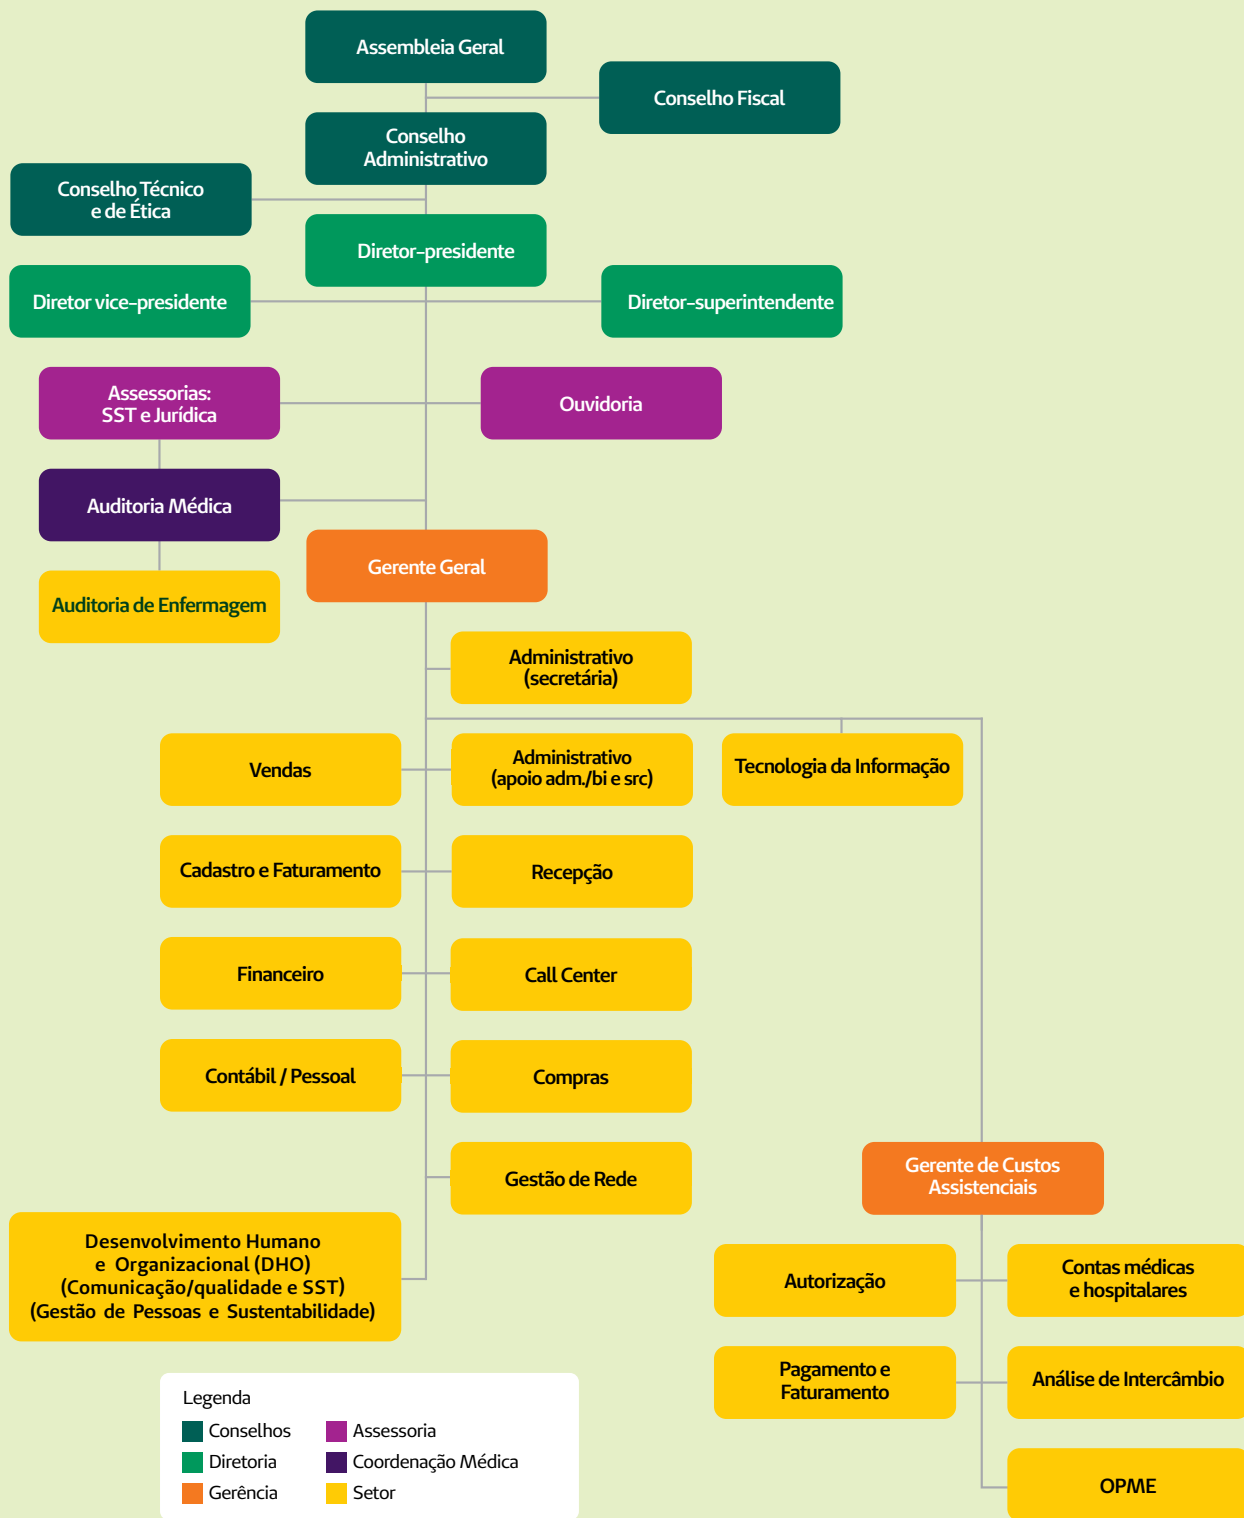 Assembleia Geral
Conselho Fiscal
Conselho
Administrativo
Conselho Técnico
e de Ética
Diretor-presidente
Diretor vice-presidente
Diretor-superintendente
Assessorias:
SST e Jurídica
Ouvidoria
Auditoria Médica
Gerente Geral
Auditoria de Enfermagem
Administrativo
(secretária)
Vendas
Administrativo
(apoio adm./bi e src)
Tecnologia da Informação
Cadastro e Faturamento
Recepção
Financeiro
Call Center
Contábil / Pessoal
Compras
Gestão de Rede
Gerente de Custos
Assistenciais
Desenvolvimento Humano
e Organizacional (DHO)
(Comunicação/qualidade e SST)
(Gestão de Pessoas e Sustentabilidade)
Autorização
Contas médicas
e hospitalares
Pagamento e
Faturamento
Análise de Intercâmbio
OPME
Legenda
Conselhos
Assessoria
Diretoria
Coordenação Médica
Gerência
Setor